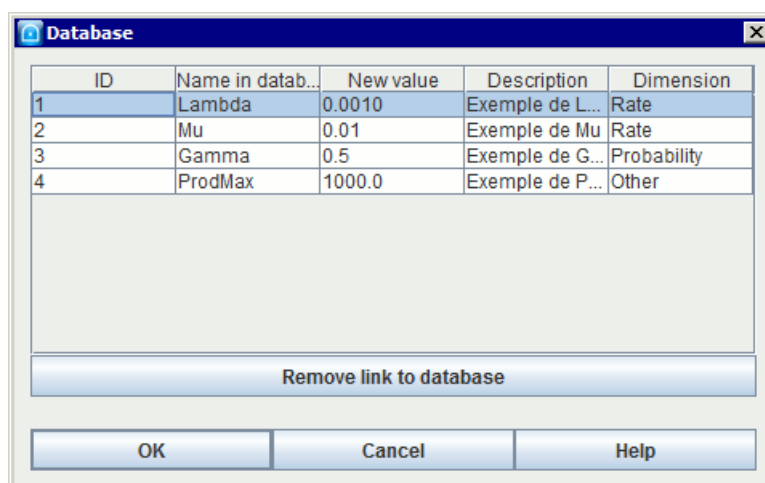 Database
ID Name in datab... New value Description Dimension
1 Lambda 0.0010 Exemple de L... Rate
2 Mu 0.01 Exemple de Mu Rate
3 Gamma 0.5 Exemple de G... Probability
4 ProdMax 1000.0 Exemple de P... Other
Remove link to database
OK Cancel Help